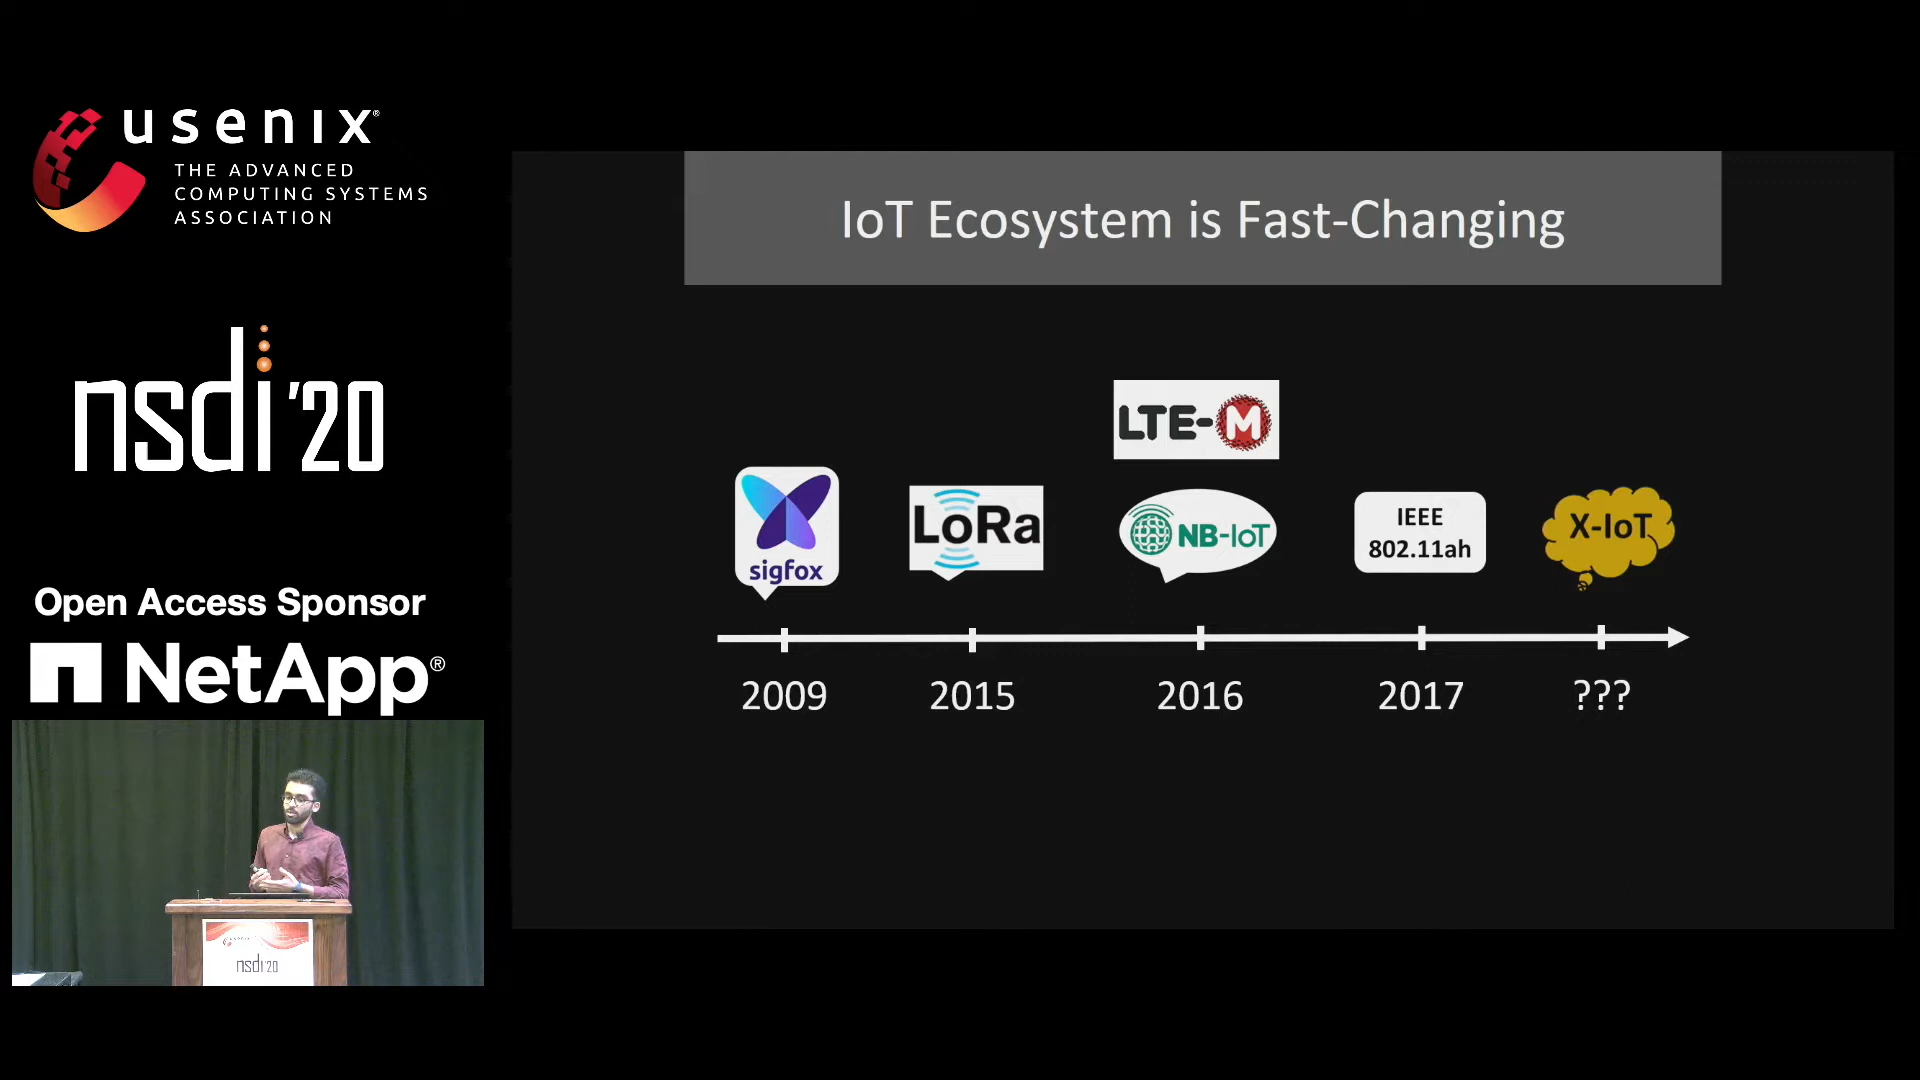 usenix®
THE ADVANCED
COMPUTING SYSTEMS
ASSOCIATION
nsdi '20
Open Access Sponsor
NetApp®
nsdi '20
IoT Ecosystem is Fast-Changing
LTE-M
sigfox
LoRa
NB-IoT
IEEE
802.11ah
X-IoT
2009
2015
2016
2017
???